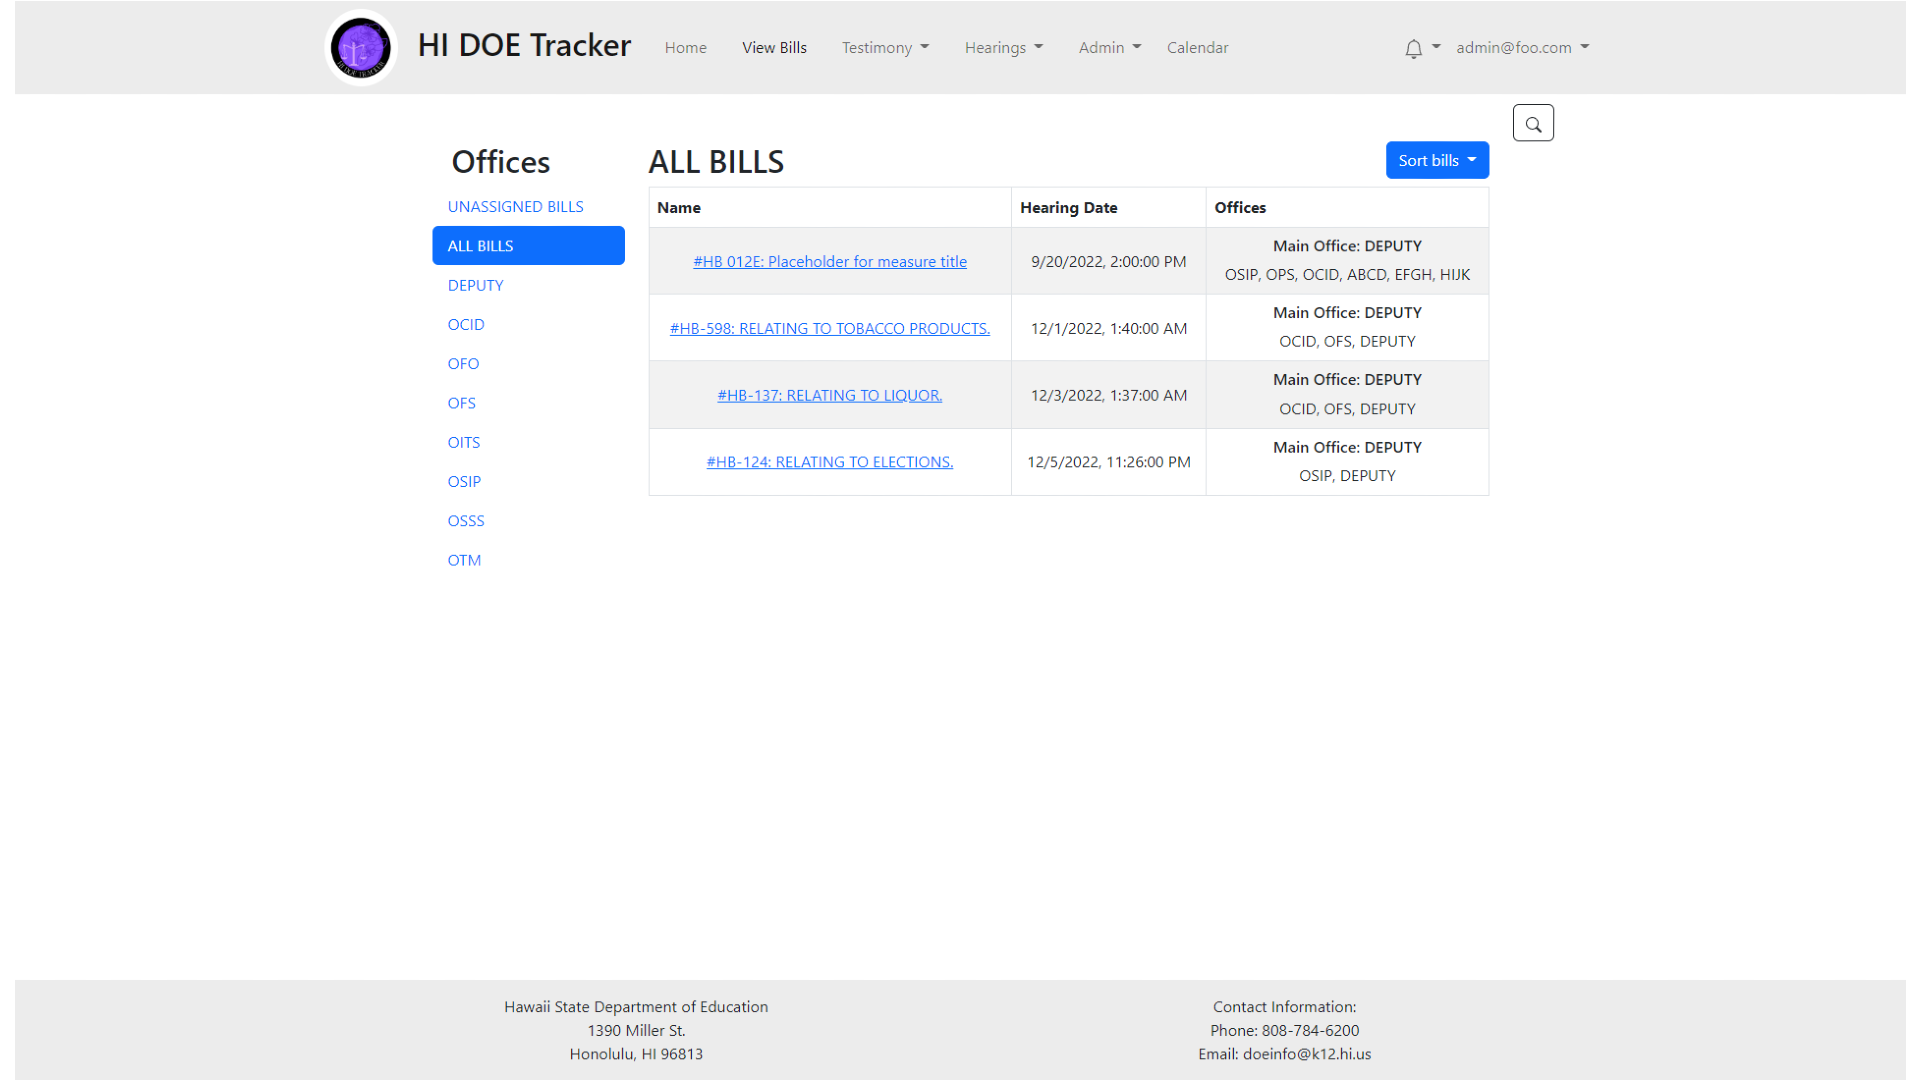 HI DOE Tracker
Home
View Bills
Testimony
Hearings
Admin
Calendar
admin@foo.com
Offices
UNASSIGNED BILLS
ALL BILLS
DEPUTY
OCID
OFO
OFS
OITS
OSIP
OSSS
OTM
ALL BILLS
Sort bills
Name
Hearing Date
Offices
#HB 012E: Placeholder for measure title
9/20/2022, 2:00:00 PM
Main Office: DEPUTY
OSIP, OPS, OCID, ABCD, EFGH, HIJK
#HB-598: RELATING TO TOBACCO PRODUCTS.
12/1/2022, 1:40:00 AM
Main Office: DEPUTY
OCID, OFS, DEPUTY
#HB-137: RELATING TO LIQUOR.
12/3/2022, 1:37:00 AM
Main Office: DEPUTY
OCID, OFS, DEPUTY
#HB-124: RELATING TO ELECTIONS.
12/5/2022, 11:26:00 PM
Main Office: DEPUTY
OSIP, DEPUTY
Hawaii State Department of Education
1390 Miller St.
Honolulu, HI 96813
Contact Information:
Phone: 808-784-6200
Email: doeinfo@k12.hi.us